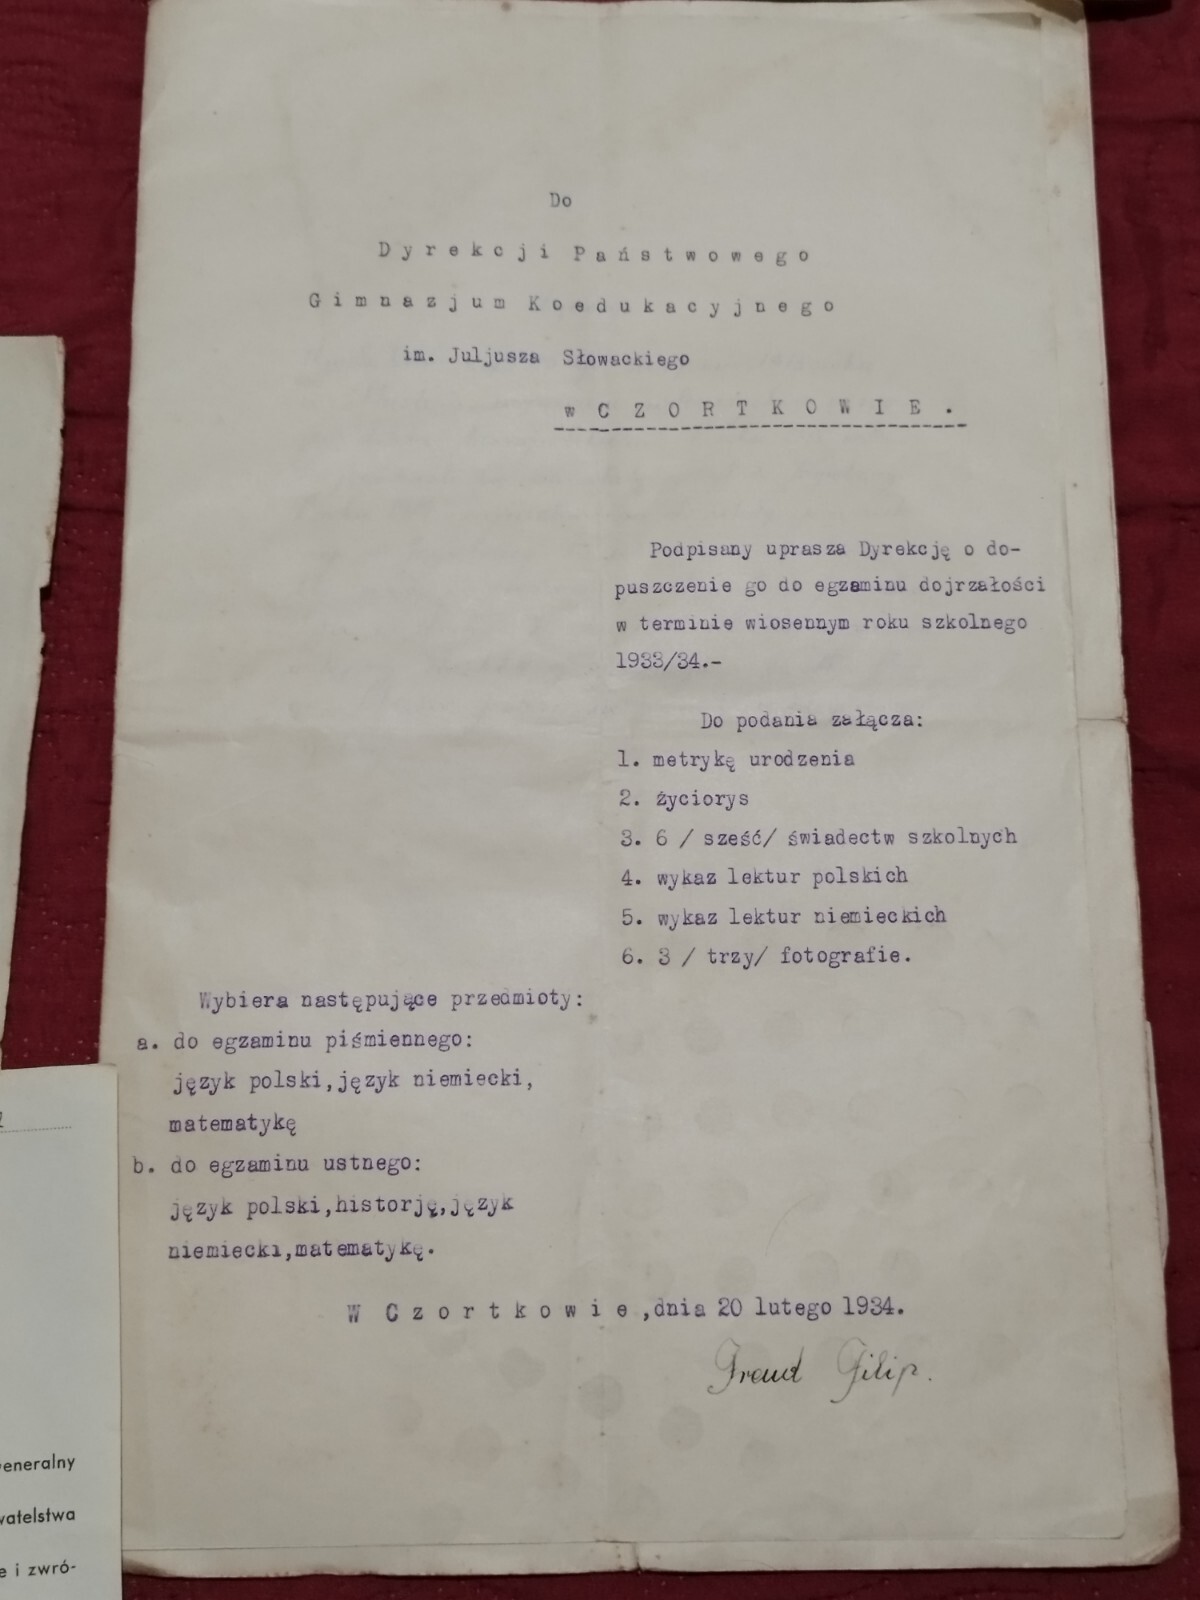 Do
Dyrekcji Państwowego
Gimnazjum Koedukacyjnego
im. Juljusza Słowackiego
w CZORTKOWIE.
Podpisany uprasza Dyrekcję o do-
puszczenie go do egzaminu dojrzałości
w terminie wiosennym roku szkolnego
1933/34.-
Do podania załącza:
1. metrykę urodzenia
2. życiorys
3. 6 / sześć/ świadectw szkolnych
4. wykaz lektur polskich
5. wykaz lektur niemieckich
6. 3 / trzy/ fotografie.
Wybiera następujące przedmioty:
a. do egzaminu piśmiennego:
język polski,język niemiecki,
matematykę
b. do egzaminu ustnego:
język polski,historję,język
niemiecki,matematykę.
W Czortkowie,dnia 20 lutego 1934.
Freud Filip.
eneralny
watelstwa
e i zwró-